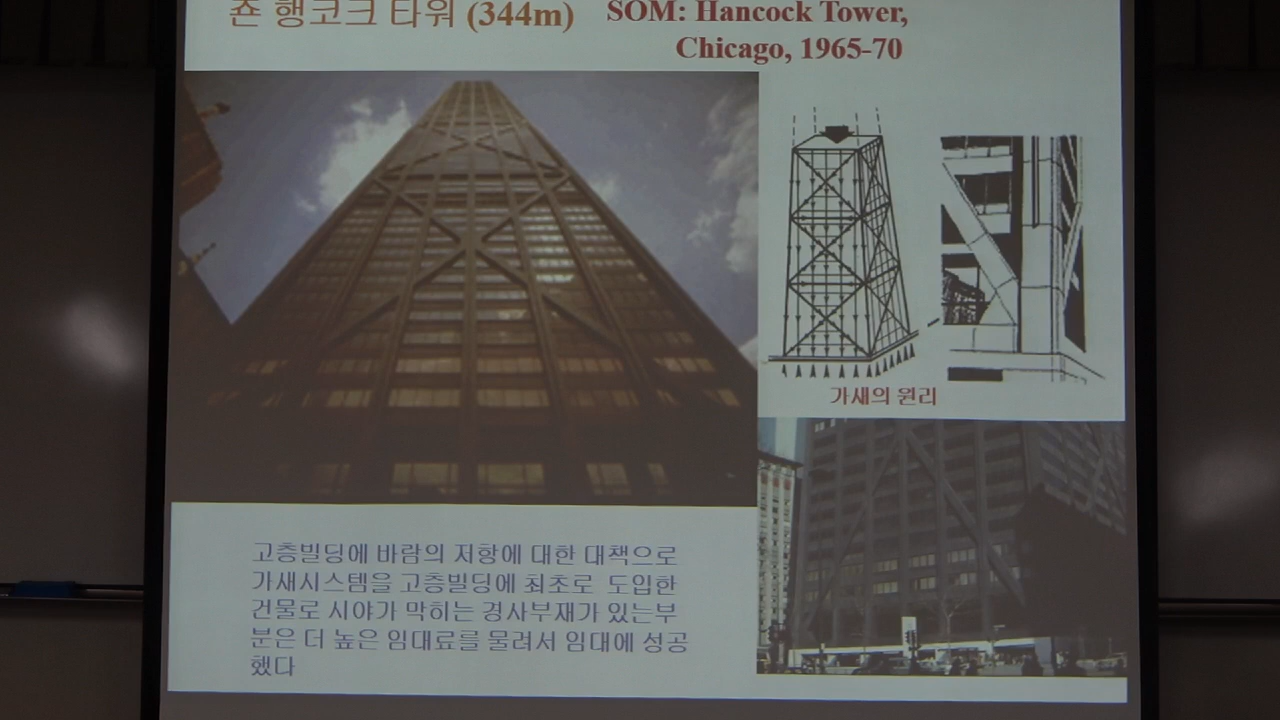 죤 행코크 타워 (344m)
SOM: Hancock Tower,
Chicago, 1965-70
가새의 원리
고층빌딩에 바람의 저항에 대한 대책으로
가새시스템을 고층빌딩에 최초로 도입한
건물로 시야가 막히는 경사부재가 있는부
분은 더 높은 임대료를 물려서 임대에 성공
했다